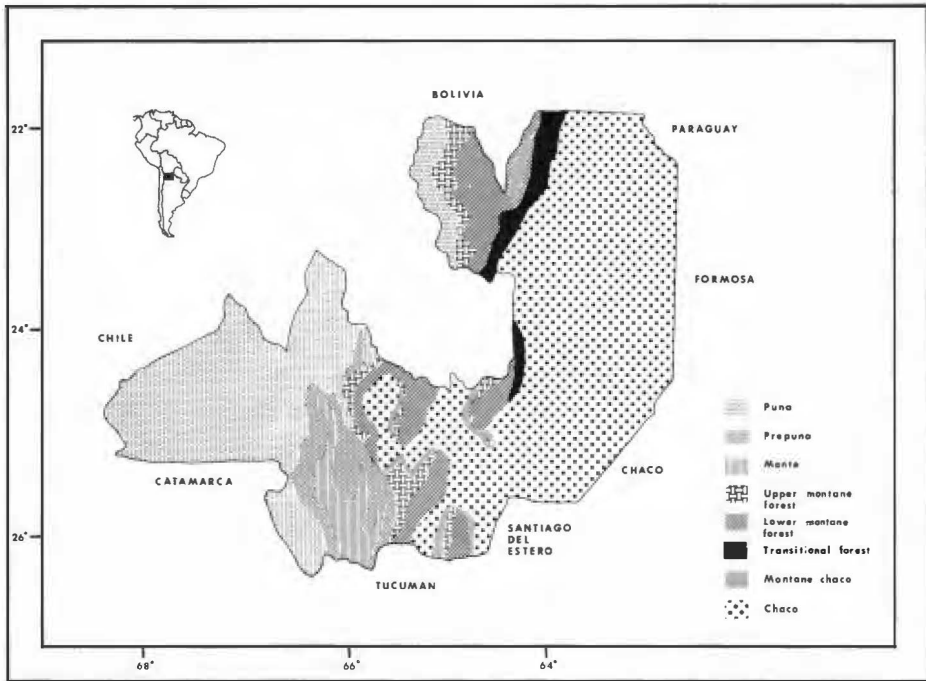 BOLIVIA
22°
PARAGUAY
FORMOSA
24°
CHILE
CATAMARCA
CHACO
SANTIAGO
DEL
ESTERO
26°
TUCUMAN
Puna
Prepuna
Monte
Upper montane
forest
Lower montane
forest
Transitional forest
Montane chaco
Chaco
68°
66°
64°